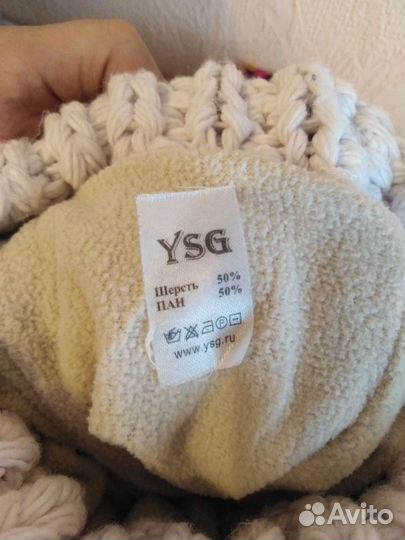 YSG
Шерсть 50%
ПАН 50%
www.ysg.ru
Avito